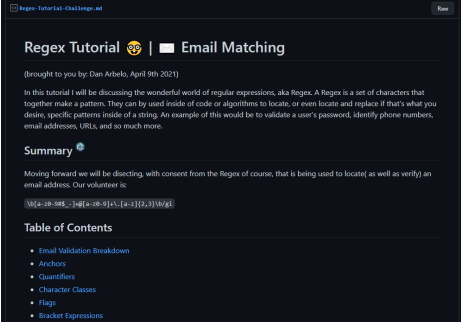 Regex-Tutorial-Challenge.md
Raw
Regex Tutorial 🤓 | ✉️ Email Matching
(brought to you by: Dan Arbelo, April 9th 2021)
In this tutorial I will be discussing the wonderful world of regular expressions, aka Regex. A Regex is a set of characters that
together make a pattern. They can by used inside of code or algorithms to locate, or even locate and replace if that's what you
desire, specific patterns inside of a string. An example of this would be to validate a user's password, identify phone numbers,
email addresses, URLs, and so much more.
Summary ⚙️
Moving forward we will be disecting, with consent from the Regex of course, that is being used to locate( as well as verify) an
email address. Our volunteer is:
\b[a-z0-9#$_-]+@[a-z0-9]+\.[a-z]{2,3}\b/gi
Table of Contents
Email Validation Breakdown
Anchors
Quantifiers
Character Classes
Flags
Bracket Expressions